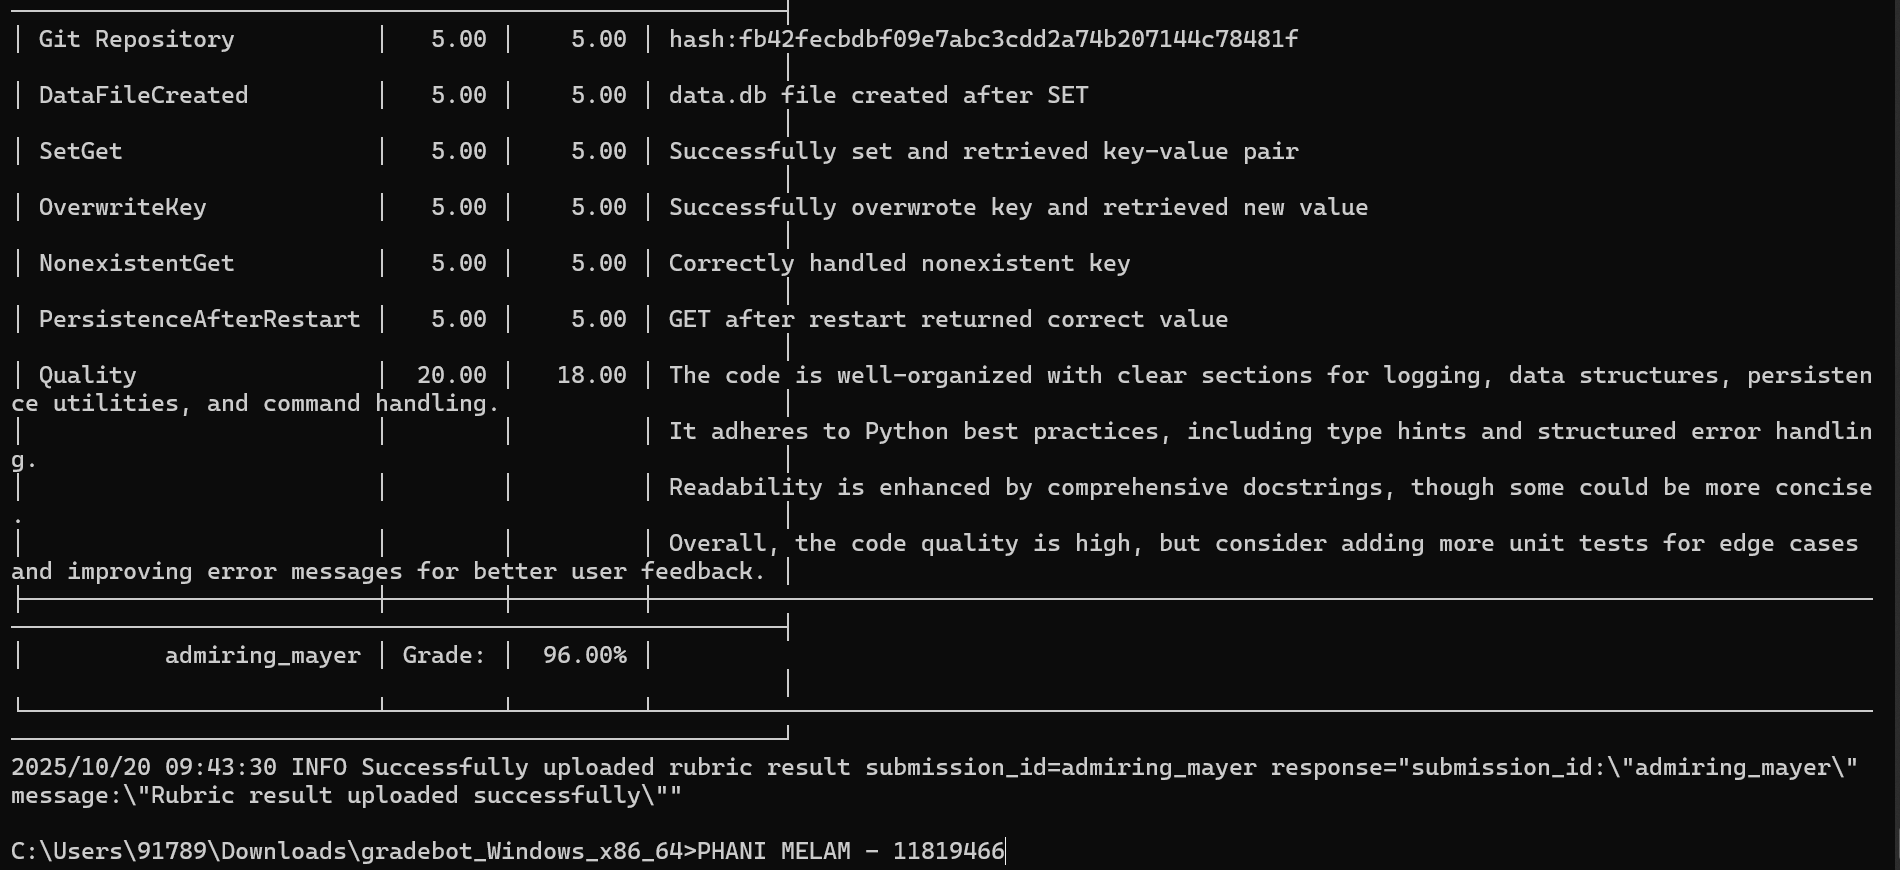 | Git Repository | 5.00 | 5.00 | hash:fb42fecbdbf09e7abc3cdd2a74b207144c78481f
| DataFileCreated | 5.00 | 5.00 | data.db file created after SET
| SetGet | 5.00 | 5.00 | Successfully set and retrieved key-value pair
| OverwriteKey | 5.00 | 5.00 | Successfully overwrote key and retrieved new value
| NonexistentGet | 5.00 | 5.00 | Correctly handled nonexistent key
| PersistenceAfterRestart | 5.00 | 5.00 | GET after restart returned correct value
| Quality | 20.00 | 18.00 | The code is well-organized with clear sections for logging, data structures, persisten
ce utilities, and command handling. |
| | | | It adheres to Python best practices, including type hints and structured error handlin
g. |
| | | | Readability is enhanced by comprehensive docstrings, though some could be more concise
. |
| | | | Overall, the code quality is high, but consider adding more unit tests for edge cases
and improving error messages for better user feedback. |
| admiring_mayer | Grade: | 96.00% |
2025/10/20 09:43:30 INFO Successfully uploaded rubric result submission_id=admiring_mayer response="submission_id:\"admiring_mayer\"
message:\"Rubric result uploaded successfully\""
C:\Users\91789\Downloads\gradebot_Windows_x86_64>PHANI MELAM - 11819466